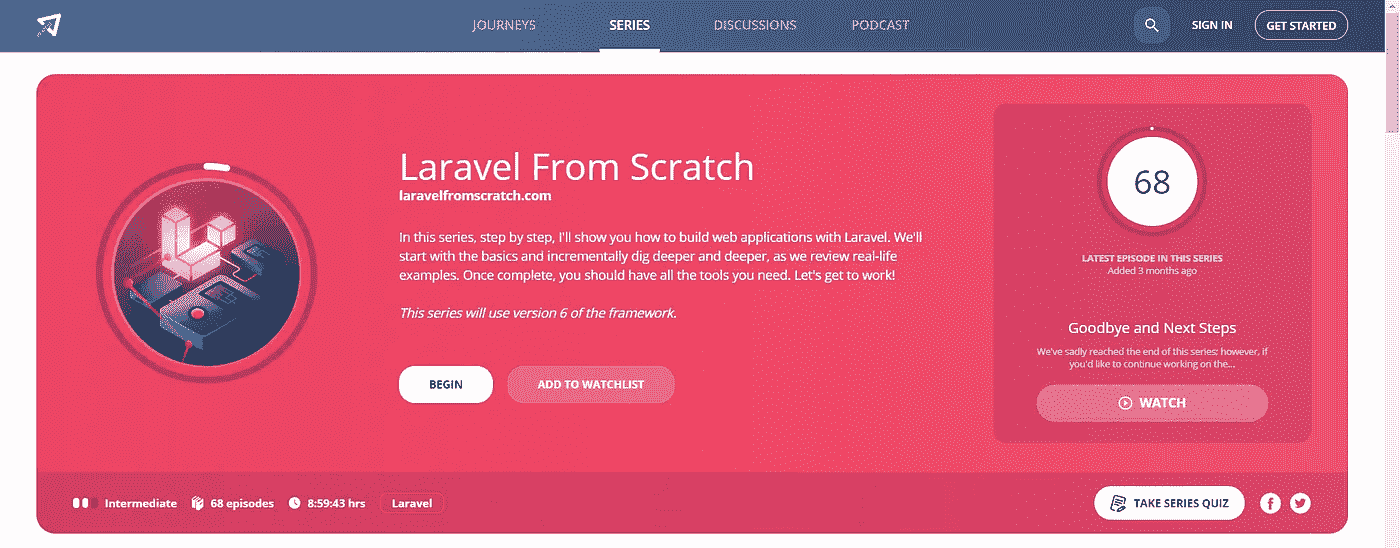 JOURNEYS
SERIES
DISCUSSIONS
PODCAST
SIGN IN
GET STARTED
Laravel From Scratch
laravelfromscratch.com
In this series, step by step, I'll show you how to build web applications with Laravel. We'll
start with the basics and incrementally dig deeper and deeper, as we review real-life
examples. Once complete, you should have all the tools you need. Let's get to work!
This series will use version 6 of the framework.
BEGIN
ADD TO WATCHLIST
68
LATEST EPISODE IN THIS SERIES
Added 3 months ago
Goodbye and Next Steps
We've sadly reached the end of this series; however, if
you'd like to continue working on the...
WATCH
Intermediate
68 episodes
8:59:43 hrs
Laravel
TAKE SERIES QUIZ